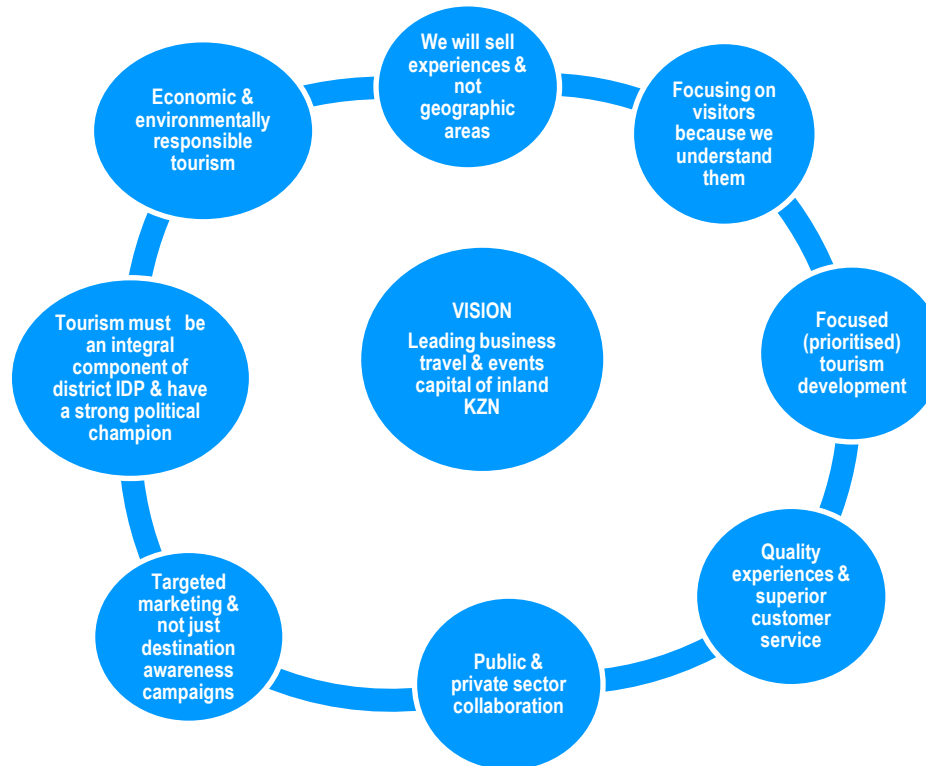 We will sell
experiences &
not
geographic
areas
Focusing on
visitors
because we
understand
them
Focused
(prioritised)
tourism
development
Quality
experiences &
superior
customer
service
Public &
private sector
collaboration
Targeted
marketing &
not just
destination
awareness
campaigns
Tourism must be
an integral
component of
district IDP & have
a strong political
champion
Economic &
environmentally
responsible
tourism
VISION
Leading business
travel & events
capital of inland
KZN